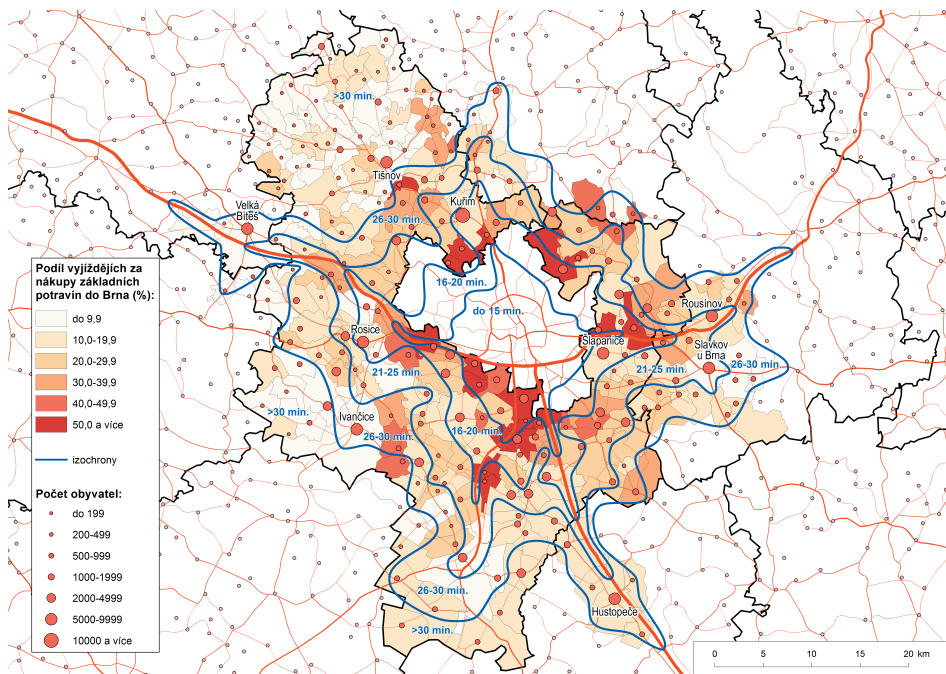 >30 min.
Tišnov
Kuřim
Velká
Bíteš
26-30 min.
Podíl vyjíždějících za
nákupy základních
potravin do Brna (%):
do 9,9
10,0-19,9
20,0-29,9
30,0-39,9
40,0-49,9
50,0 a více
izochrony
Počet obyvatel:
do 199
200-499
500-999
1000-1999
2000-4999
5000-9999
10000 a více
16-20 min.
do 15 min.
Rousínov
Rosice
Šlapanice
Slavkov
u Brna
21-25 min.
21-25 min.
26-30 min.
>30 min.
Ivančice
26-30 min.
16-20 min.
26-30 min.
>30 min.
Hustopeče
0 5 10 15 20 km